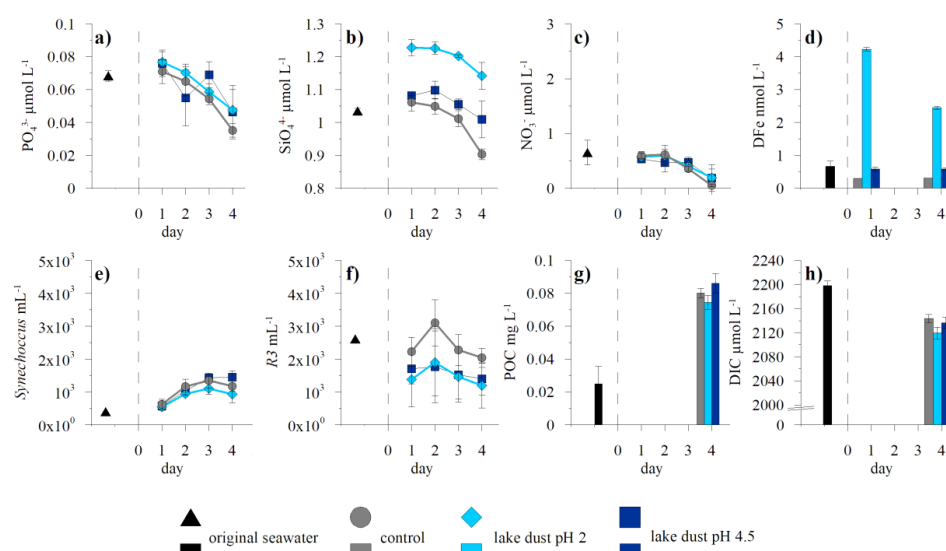 a)
PO₄³⁻ µmol L⁻¹
0.1
0.08
0.06
0.04
0.02
0
0 1 2 3 4
day
b)
SiO₄⁴⁻ µmol L⁻¹
1.3
1.2
1.1
1
0.9
0.8
0 1 2 3 4
day
c)
NO₃⁻ µmol L⁻¹
3
2
1
0
0 1 2 3 4
day
d)
DFe nmol L⁻¹
5
4
3
2
1
0
0 1 2 3 4
day
e)
Synechoccus mL⁻¹
5x10³
4x10³
3x10³
2x10³
1x10³
0x10⁰
0 1 2 3 4
day
f)
R3 mL⁻¹
5x10³
4x10³
3x10³
2x10³
1x10³
0x10⁰
0 1 2 3 4
day
g)
POC mg L⁻¹
0.1
0.08
0.06
0.04
0.02
0
0 1 2 3 4
day
h)
DIC µmol L⁻¹
2240
2200
2160
2120
2080
2040
2000
0
0 1 2 3 4
day
original seawater
control
lake dust pH 2
lake dust pH 4.5